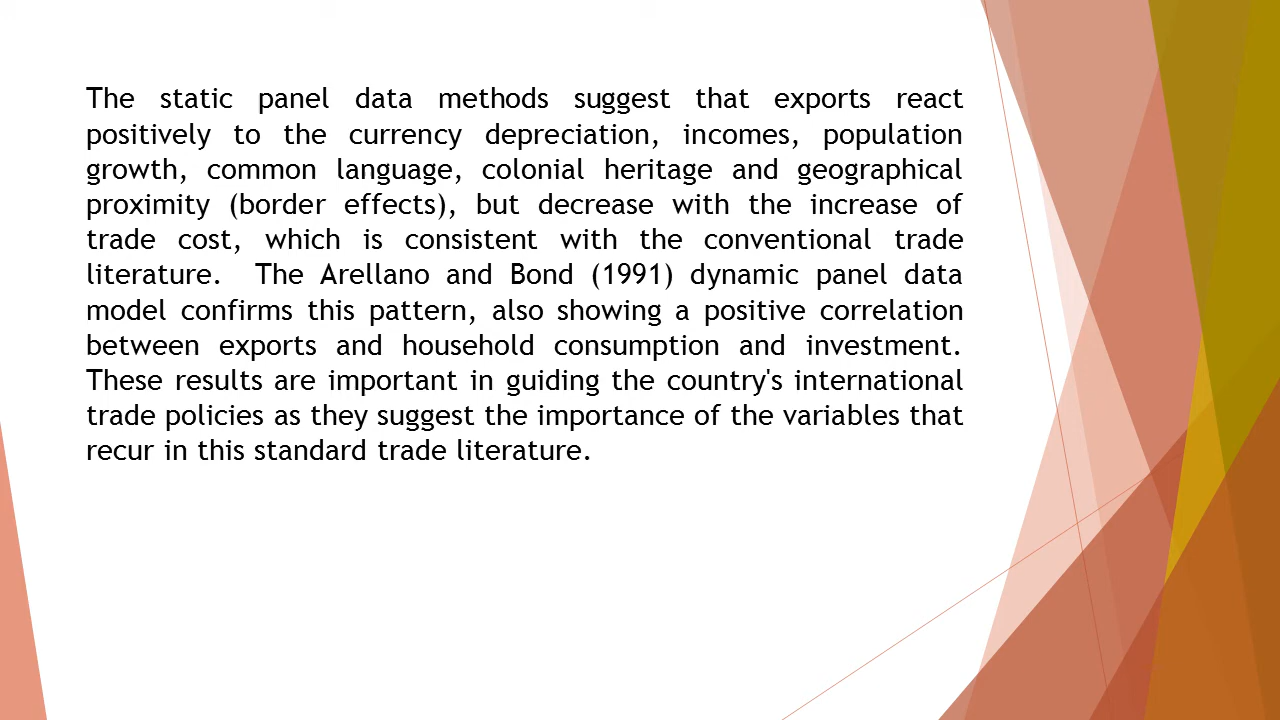 The static panel data methods suggest that exports react
positively to the currency depreciation, incomes, population
growth, common language, colonial heritage and geographical
proximity (border effects), but decrease with the increase of
trade cost, which is consistent with the conventional trade
literature.  The Arellano and Bond (1991) dynamic panel data
model confirms this pattern, also showing a positive correlation
between exports and household consumption and investment.
These results are important in guiding the country's international
trade policies as they suggest the importance of the variables that
recur in this standard trade literature.